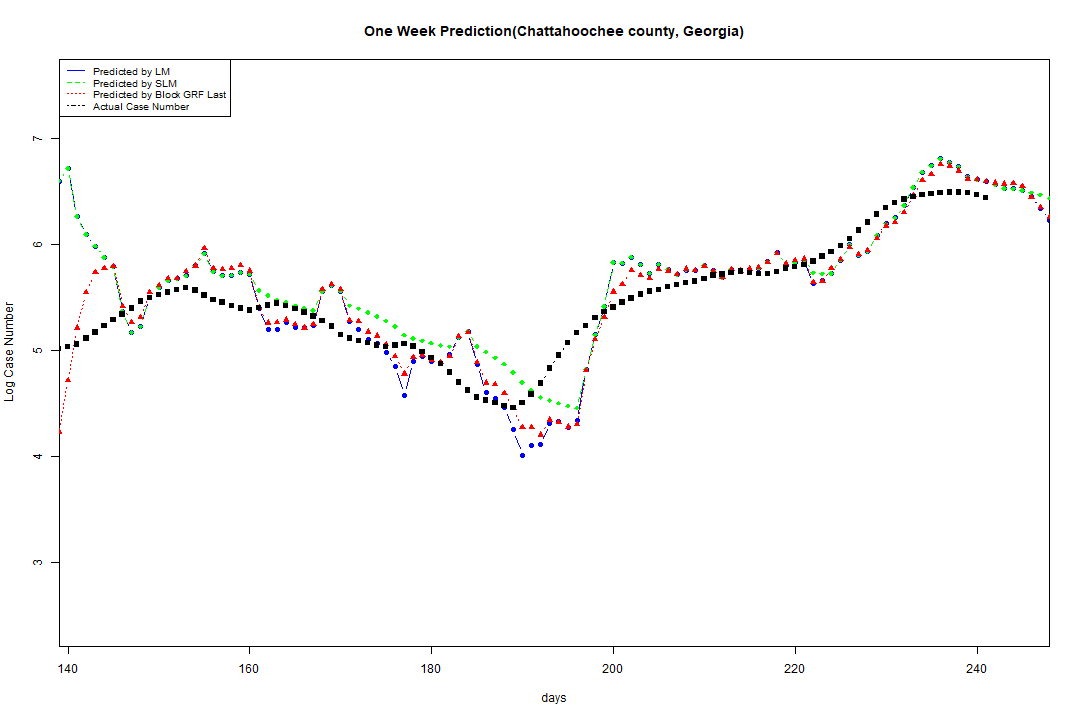 One Week Prediction(Chattahoochee county, Georgia)
Predicted by LM
Predicted by SLM
Predicted by Block GRF Last
Actual Case Number
7
6
5
4
3
Log Case Number
140 160 180 200 220 240
days